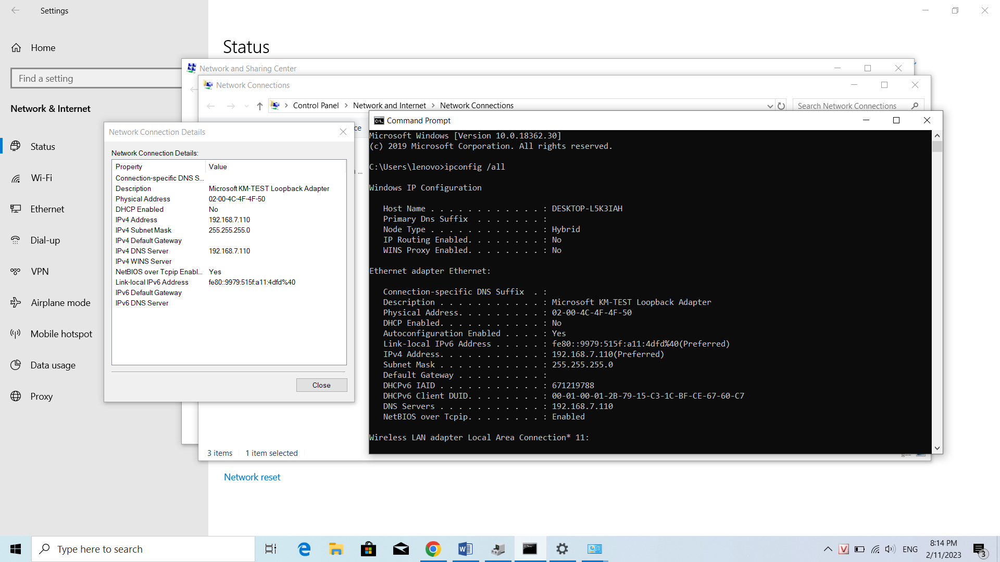 Settings
Home
Find a setting
Network & Internet
Status
Wi-Fi
Ethernet
Dial-up
VPN
Airplane mode
Mobile hotspot
Data usage
Proxy
Status
Network and Sharing Center
Network Connections
Control Panel > Network and Internet > Network Connections
Search Network Connections
ce
3 items
1 item selected
Network reset
Network Connection Details
Network Connection Details:
Property Value
Connection-specific DNS S...
Description Microsoft KM-TEST Loopback Adapter
Physical Address 02-00-4C-4F-4F-50
DHCP Enabled No
IPv4 Address 192.168.7.110
IPv4 Subnet Mask 255.255.255.0
IPv4 Default Gateway
IPv4 DNS Server 192.168.7.110
IPv4 WINS Server
NetBIOS over Tcpip Enabl... Yes
Link-local IPv6 Address fe80::9979:515f:a11:4dfd%40
IPv6 Default Gateway
IPv6 DNS Server
Close
Command Prompt
Microsoft Windows [Version 10.0.18362.30]
(c) 2019 Microsoft Corporation. All rights reserved.
C:\Users\lenovo>ipconfig /all
Windows IP Configuration
Host Name . . . . . . . . . . . . : DESKTOP-L5K3IAH
Primary Dns Suffix  . . . . . . . :
Node Type . . . . . . . . . . . . : Hybrid
IP Routing Enabled. . . . . . . . : No
WINS Proxy Enabled. . . . . . . . : No
Ethernet adapter Ethernet:
Connection-specific DNS Suffix  . :
Description . . . . . . . . . . . : Microsoft KM-TEST Loopback Adapter
Physical Address. . . . . . . . . : 02-00-4C-4F-4F-50
DHCP Enabled. . . . . . . . . . . : No
Autoconfiguration Enabled . . . . : Yes
Link-local IPv6 Address . . . . . : fe80::9979:515f:a11:4dfd%40(Preferred)
IPv4 Address. . . . . . . . . . . : 192.168.7.110(Preferred)
Subnet Mask . . . . . . . . . . . : 255.255.255.0
Default Gateway . . . . . . . . . :
DHCPv6 IAID . . . . . . . . . . . : 671219788
DHCPv6 Client DUID. . . . . . . . : 00-01-00-01-2B-79-15-C3-1C-BF-CE-67-60-C7
DNS Servers . . . . . . . . . . . : 192.168.7.110
NetBIOS over Tcpip. . . . . . . . : Enabled
Wireless LAN adapter Local Area Connection* 11:
Type here to search
ENG
8:14 PM
2/11/2023
3